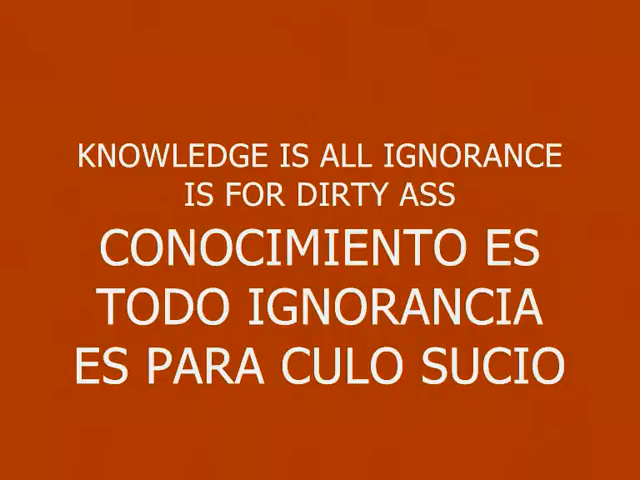 KNOWLEDGE IS ALL IGNORANCE
IS FOR DIRTY ASS
CONOCIMIENTO ES
TODO IGNORANCIA
ES PARA CULO SUCIO